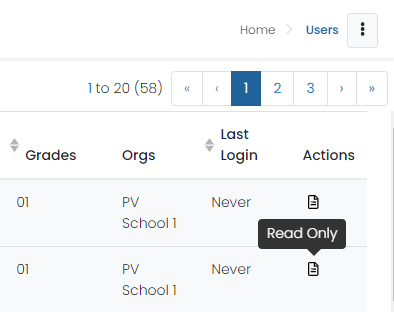 Home Users
1 to 20 (58) « ‹ 1 2 3 › »
Grades Orgs Last Login Actions
01 PV School 1 Never
Read Only
01 PV School 1 Never